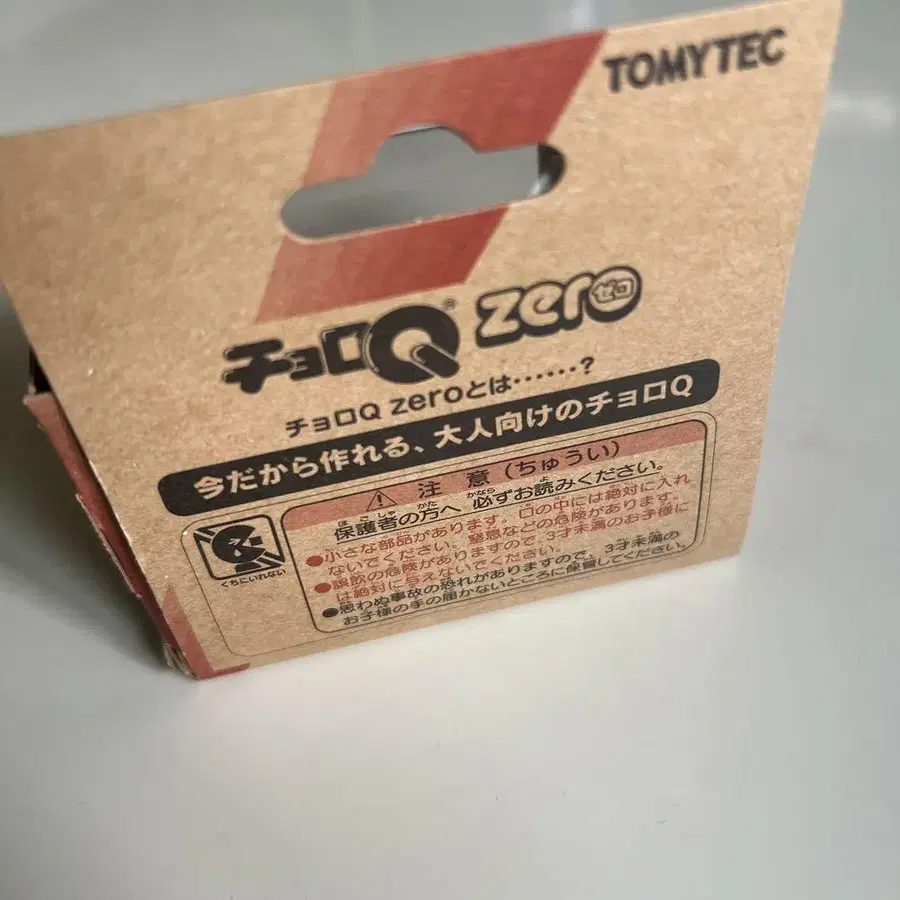 TOMYTEC
チョロQ® zeroゼロ
チョロQ zeroとは……?
今だから作れる、大人向けのチョロQ
⚠ 注意(ちゅうい)
保護者の方へ 必ずお読みください。
●小さな部品があります。口の中には絶対に入れ
ないでください。窒息などの危険があります。
●誤飲の危険がありますので3才未満のお子様に
は絶対に与えないでください。
●思わぬ事故の恐れがありますので、3才未満の
お子様の手の届かないところに保管してください。
くちにいれない